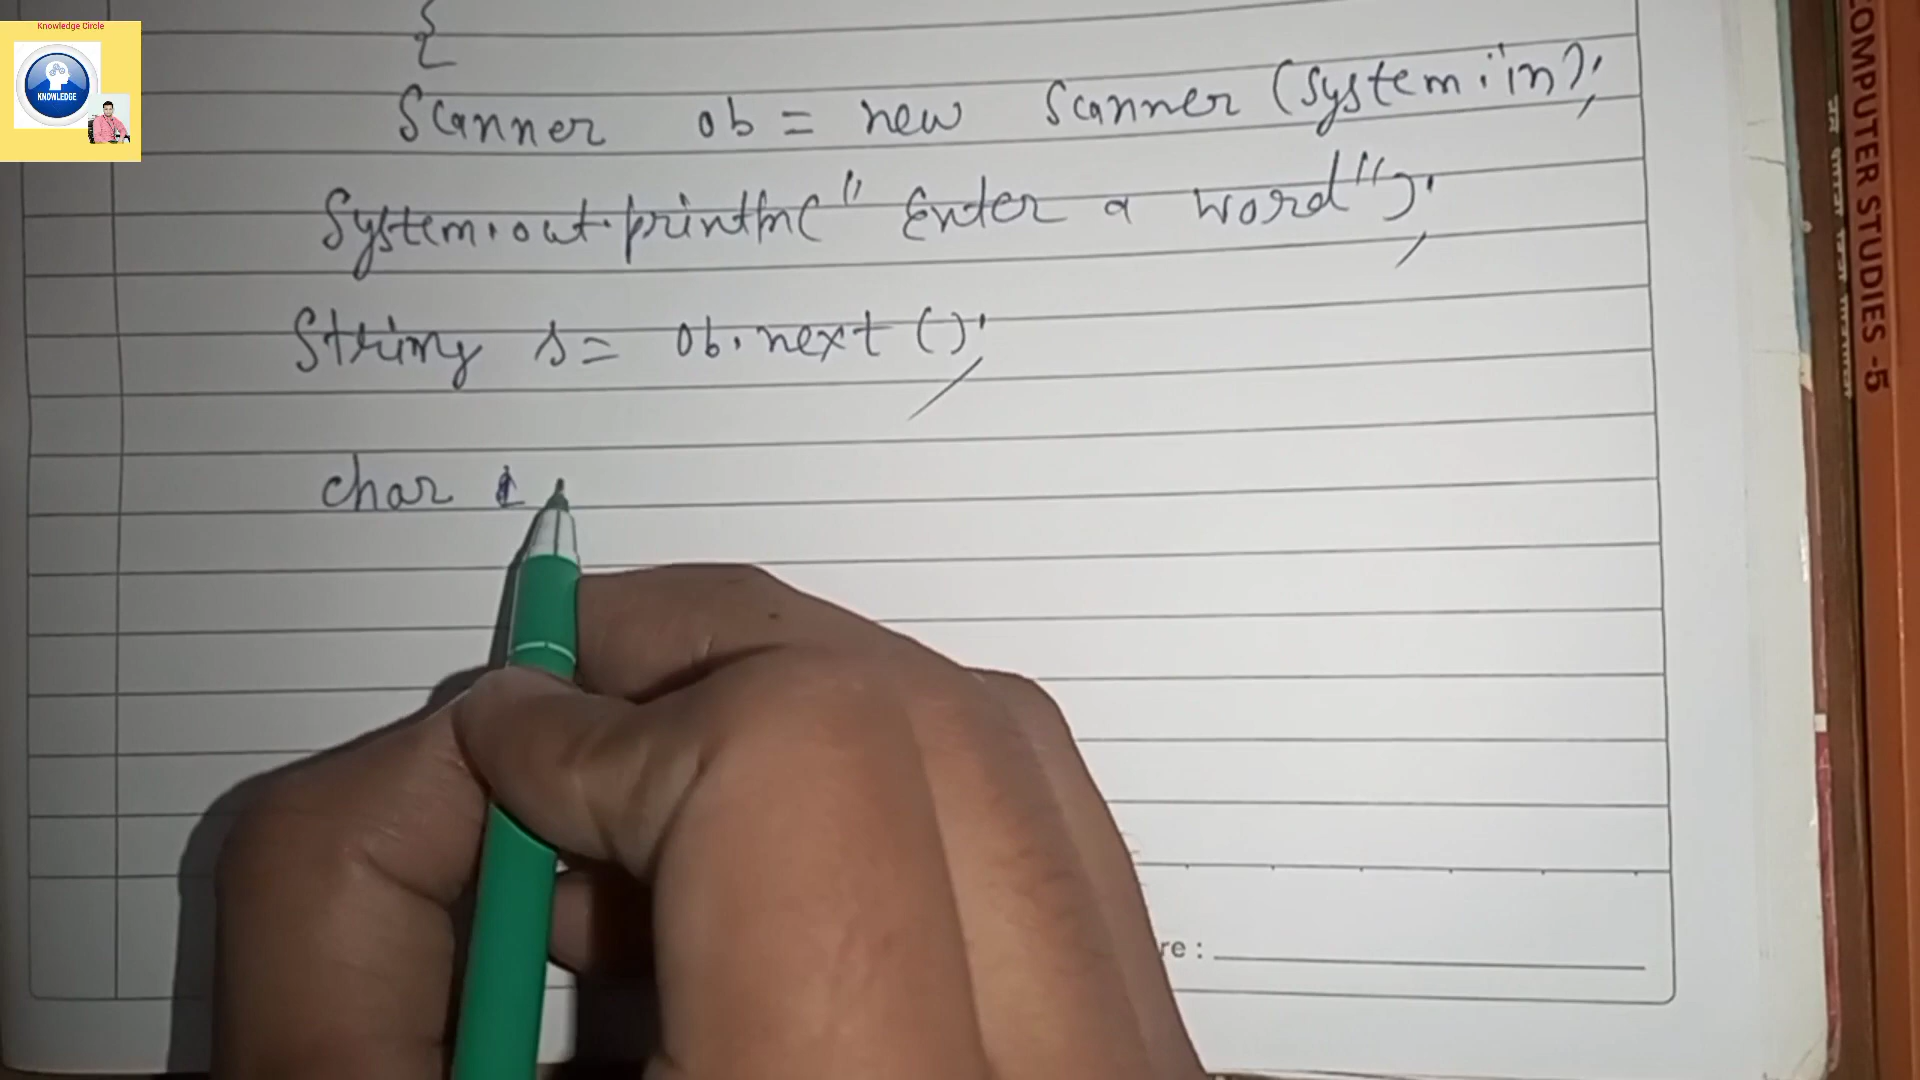 Knowledge Circle
KNOWLEDGE
{
Scanner ob = new Scanner (System.in);
System.out.println(" Enter a word");
String s = ob.next ();
char
re :
COMPUTER STUDIES -5